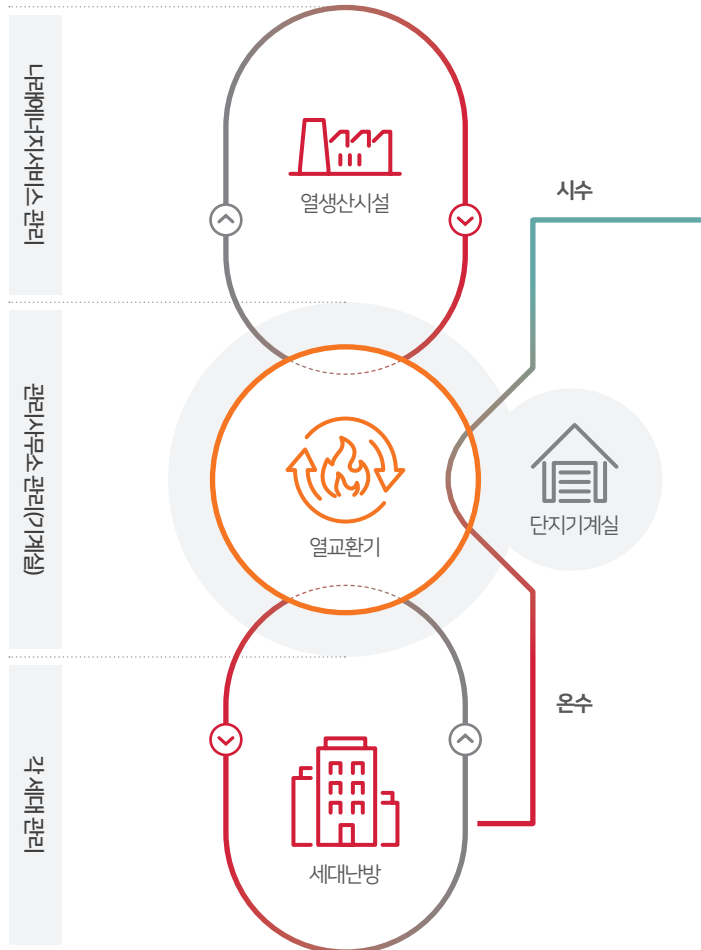 나래에너지서비스 관리
열생산시설
시수
관리사무소 관리(기계실)
열교환기
단지기계실
온수
각 세대 관리
세대난방